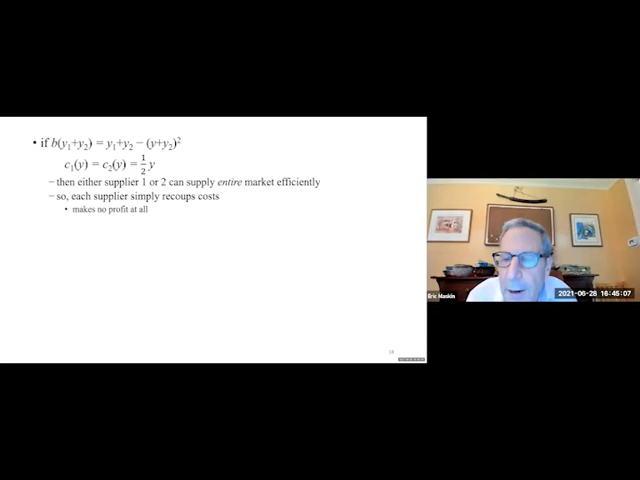 • if b(y₁+y₂) = y₁+y₂ − (y+y₂)²
c₁(y) = c₂(y) = ½ y
– then either supplier 1 or 2 can supply entire market efficiently
– so, each supplier simply recoups costs
• makes no profit at all
Eric Maskin
2021-06-28 16:45:07